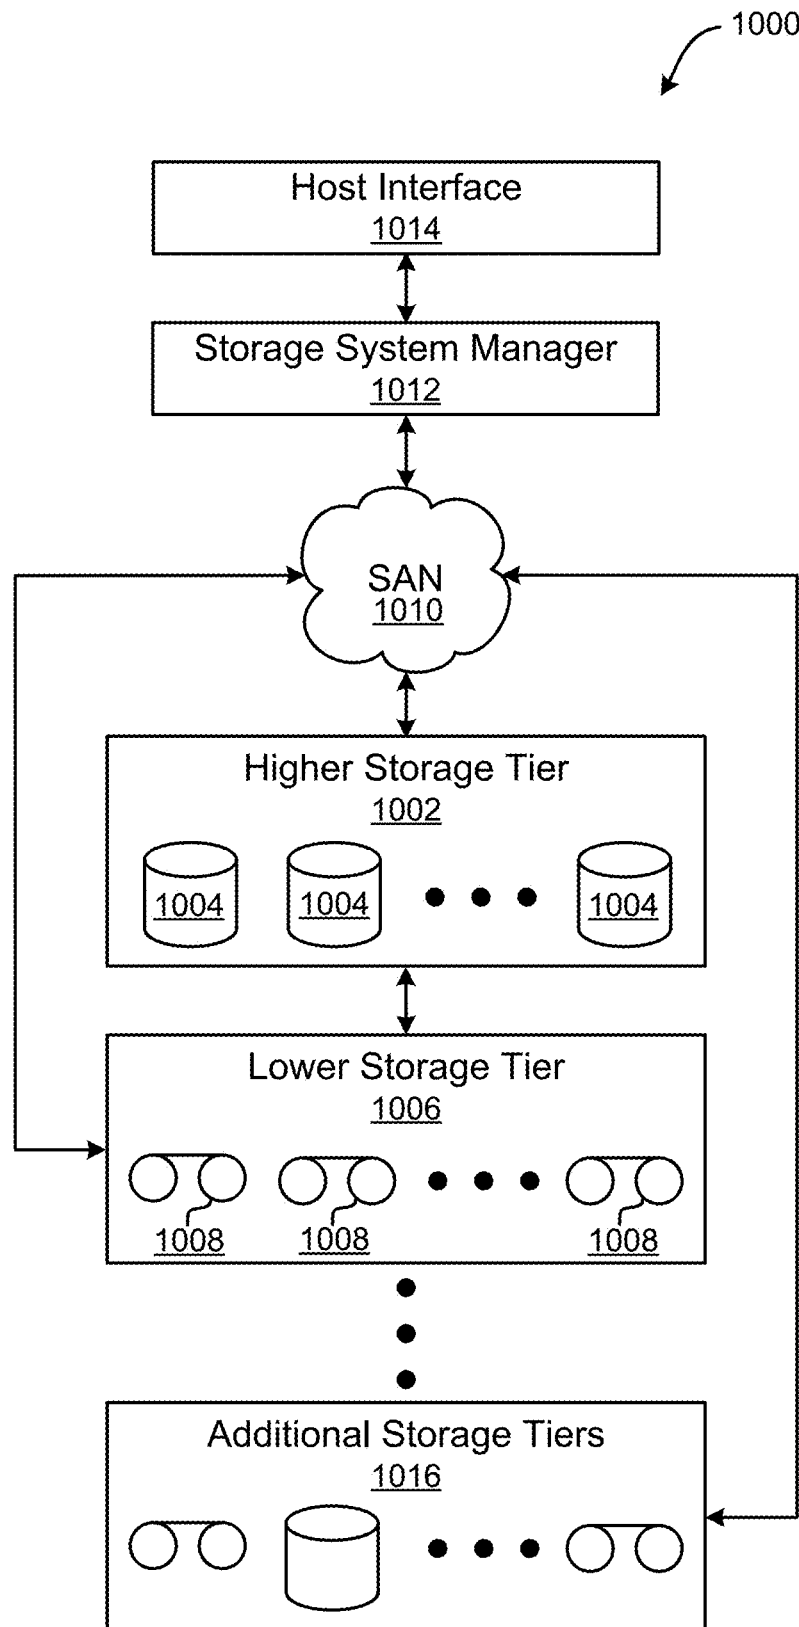 1000
Host Interface
1014
Storage System Manager
1012
SAN
1010
Higher Storage Tier
1002
1004 1004 1004
Lower Storage Tier
1006
1008 1008 1008
Additional Storage Tiers
1016